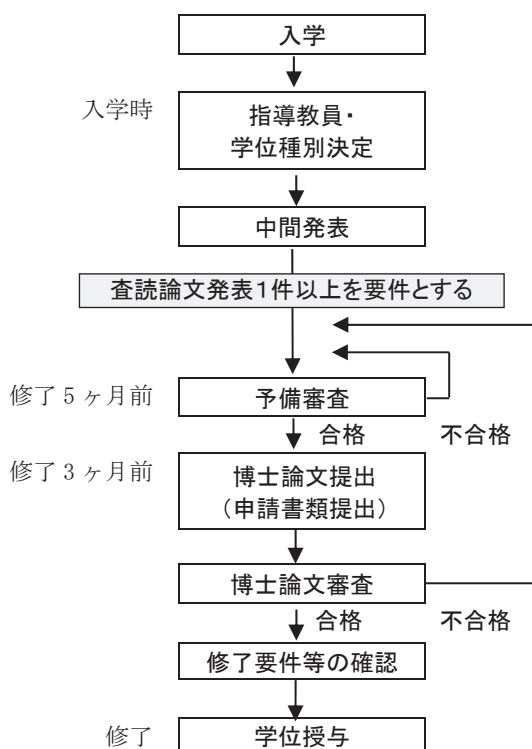 入学
入学時
指導教員・
学位種別決定
中間発表
査読論文発表１件以上を要件とする
修了５ヶ月前
予備審査
合格
不合格
修了３ヶ月前
博士論文提出
（申請書類提出）
博士論文審査
合格
不合格
修了要件等の確認
修了
学位授与